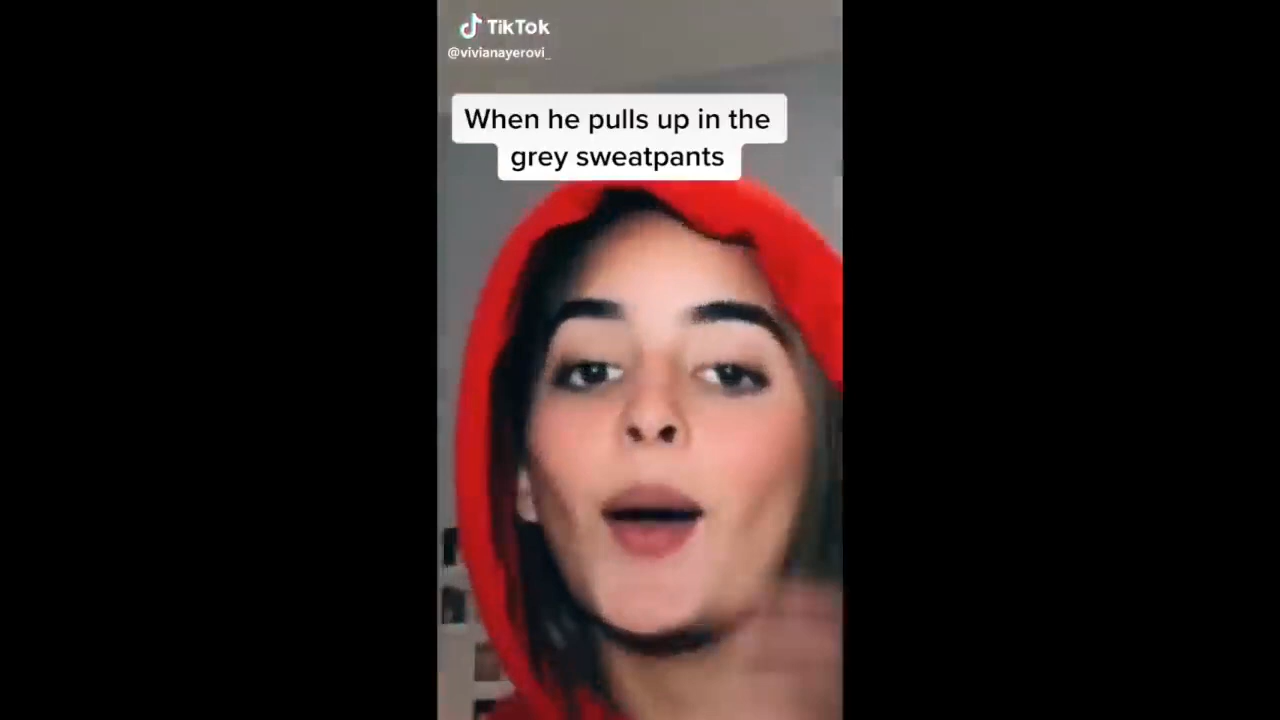 TikTok
@vivianayerovi_
When he pulls up in the
grey sweatpants